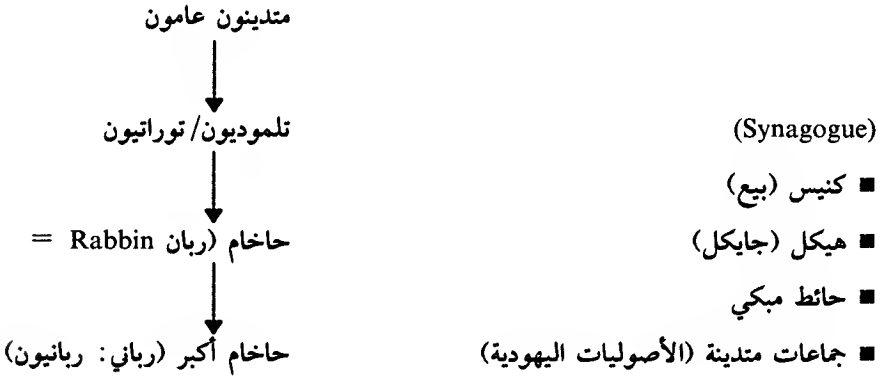 متدينون عامون
(Synagogue) تلموديون/توراتيون
■ كنيس (بيع)
■ هيكل (جايكل) حاخام (ربان Rabbin =
■ حائط مبكي
■ جماعات متدينة (الأصوليات اليهودية) حاخام أكبر (رباني: ربانيون)